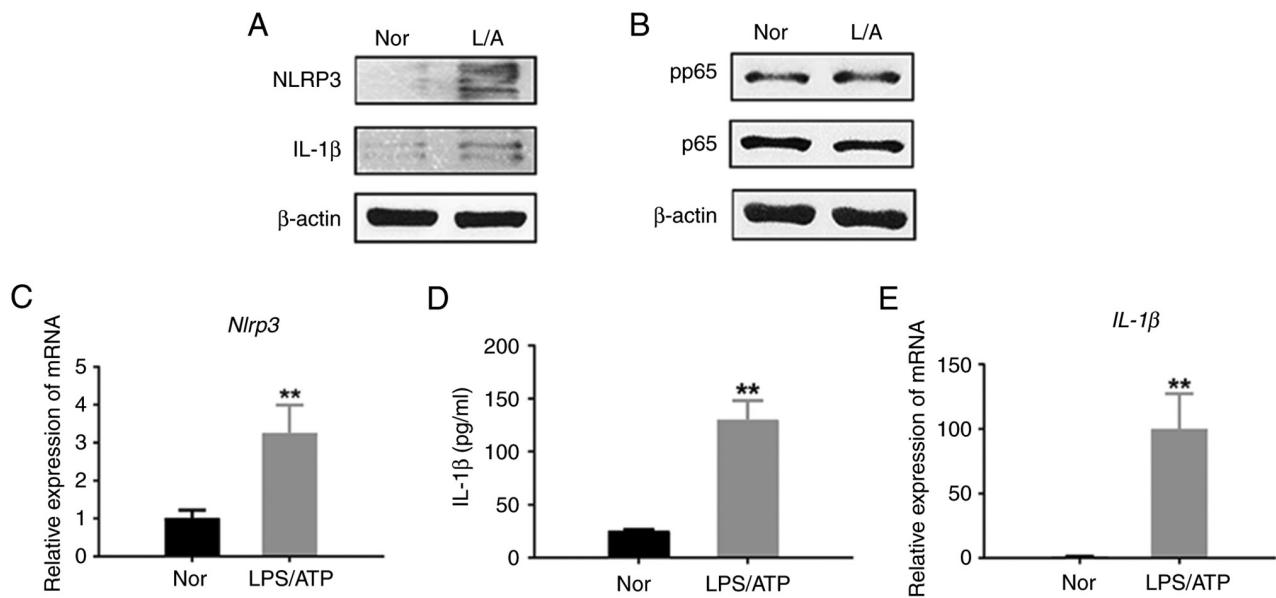 A
Nor L/A
NLRP3
IL-1β
β-actin
B
Nor L/A
pp65
p65
β-actin
C
Nlrp3
Relative expression of mRNA
5
4
3
2
1
0
**
Nor LPS/ATP
D
IL-1β (pg/ml)
200
150
100
50
0
**
Nor LPS/ATP
E
IL-1β
Relative expression of mRNA
150
100
50
0
**
Nor LPS/ATP